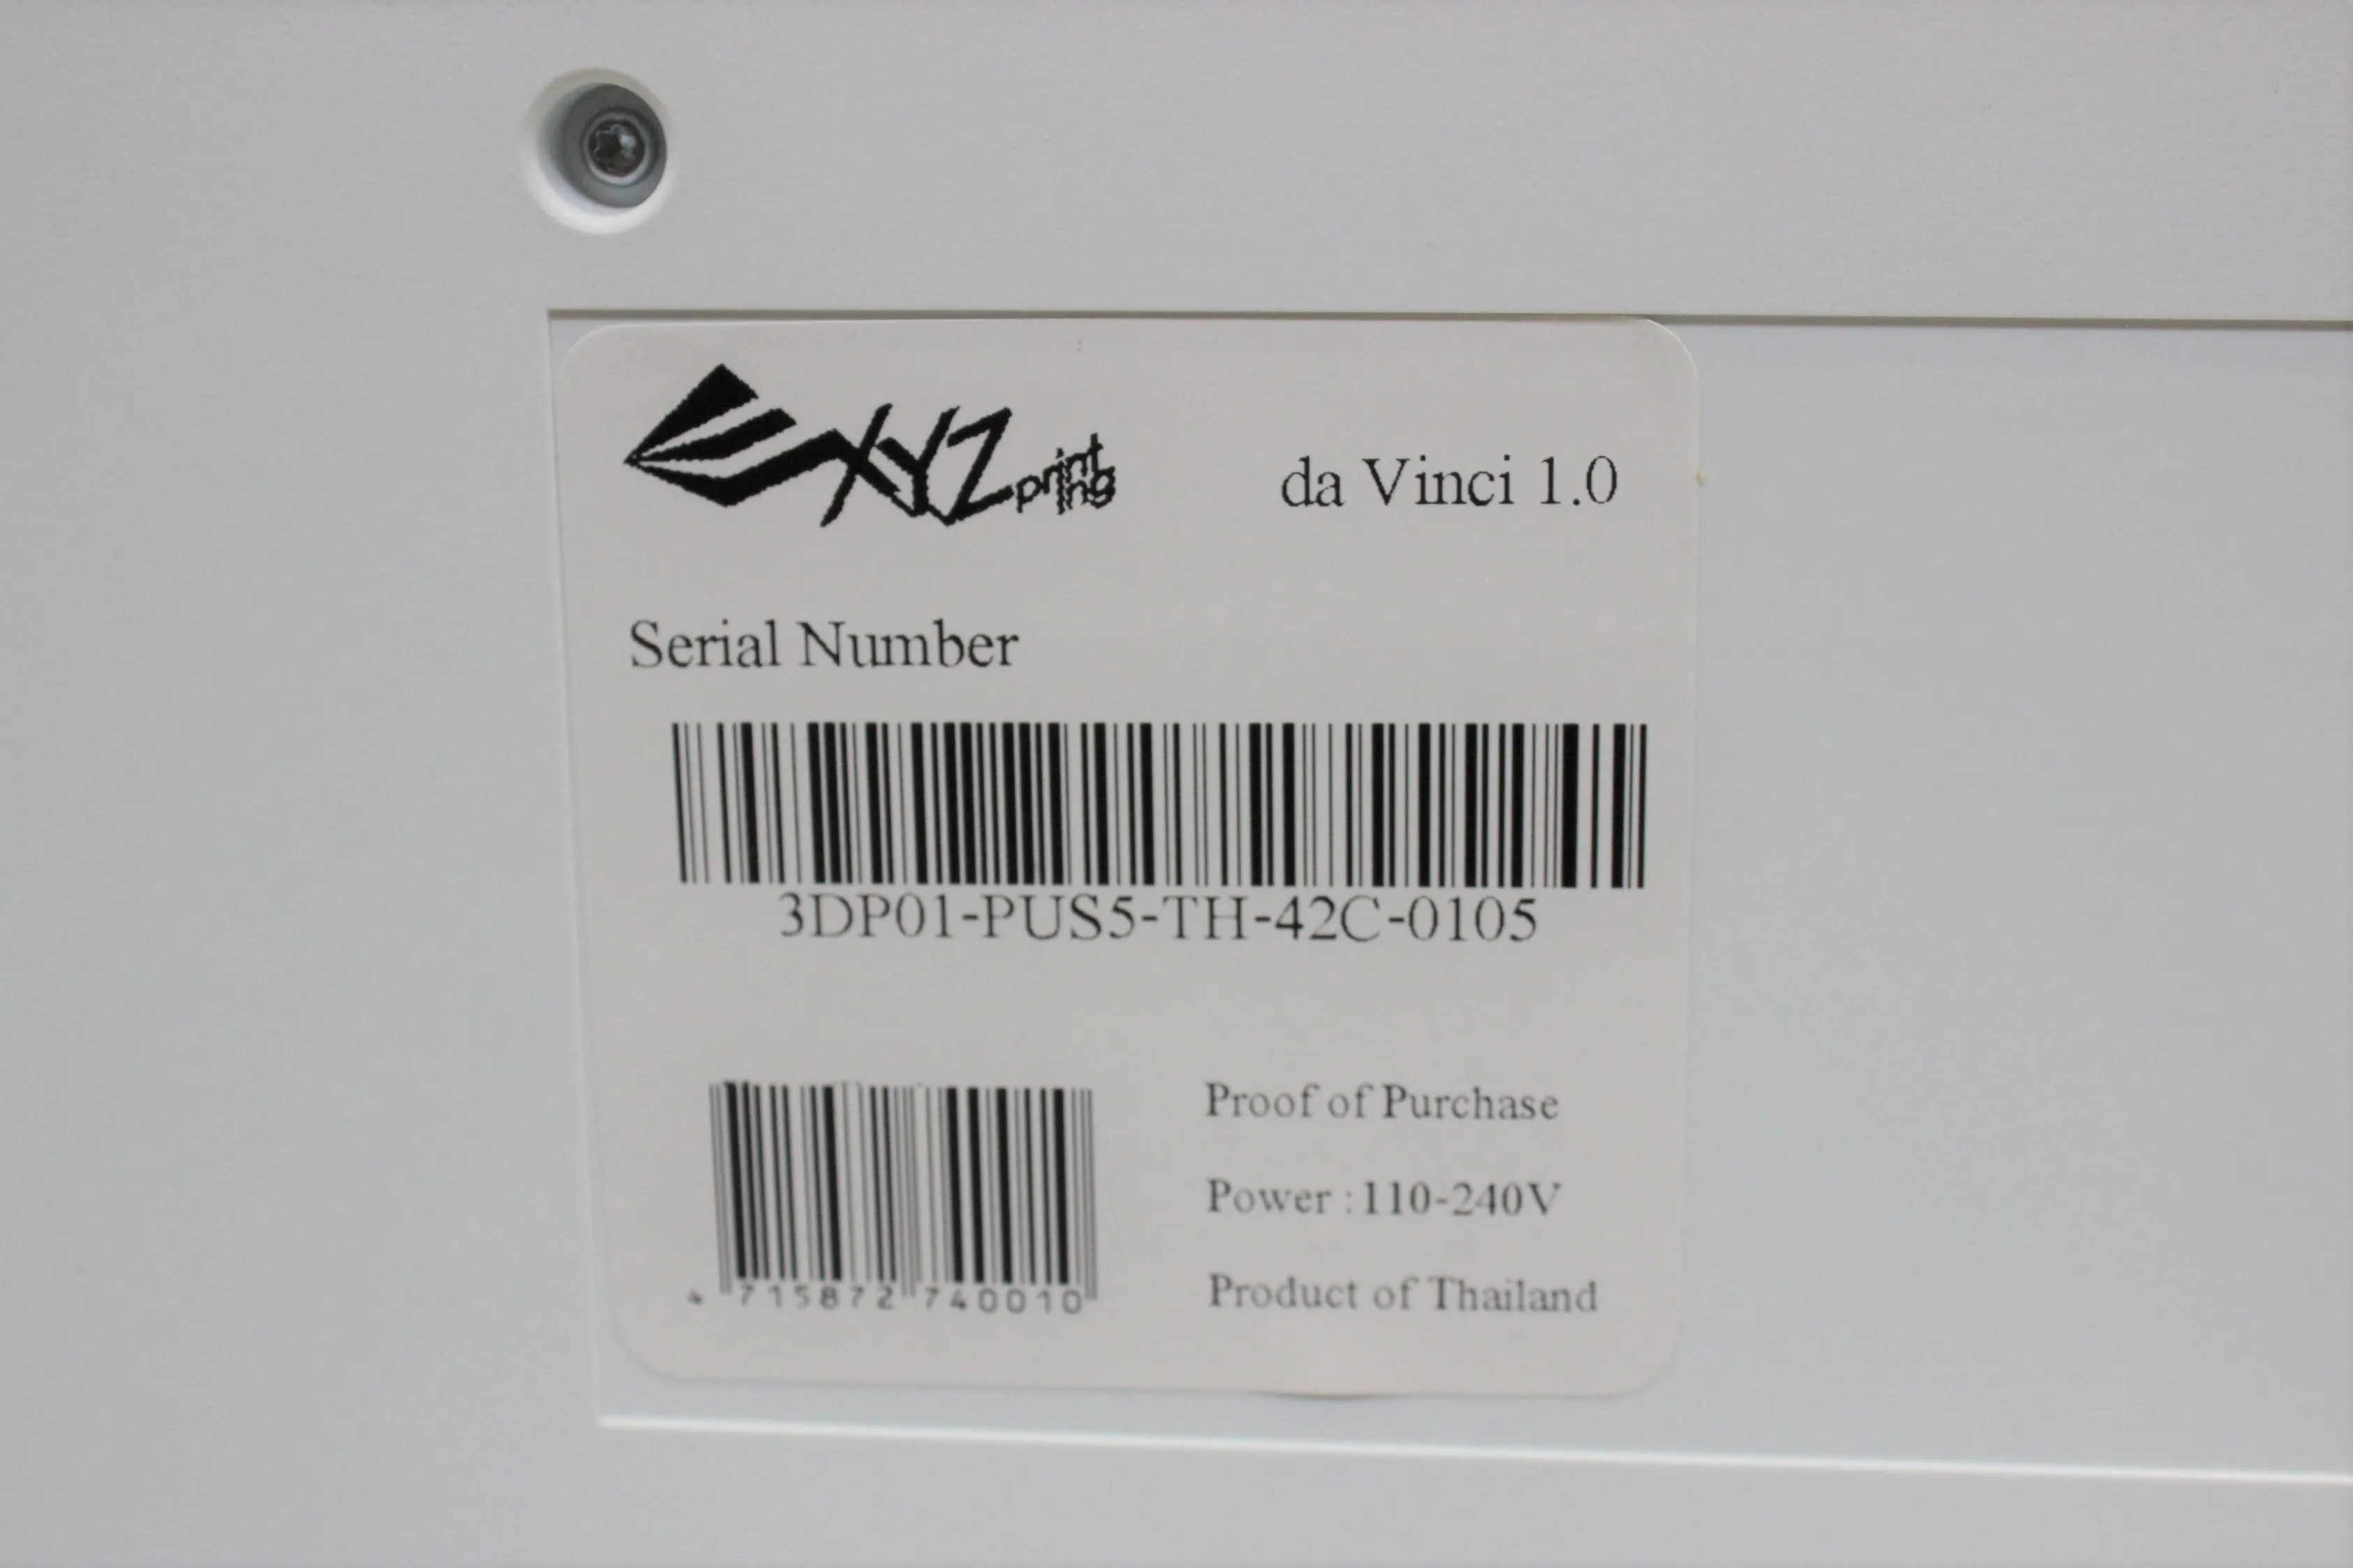 XYZprinting
da Vinci 1.0
Serial Number
3DP01-PUS5-TH-42C-0105
4 715872 740010
Proof of Purchase
Power : 110-240V
Product of Thailand